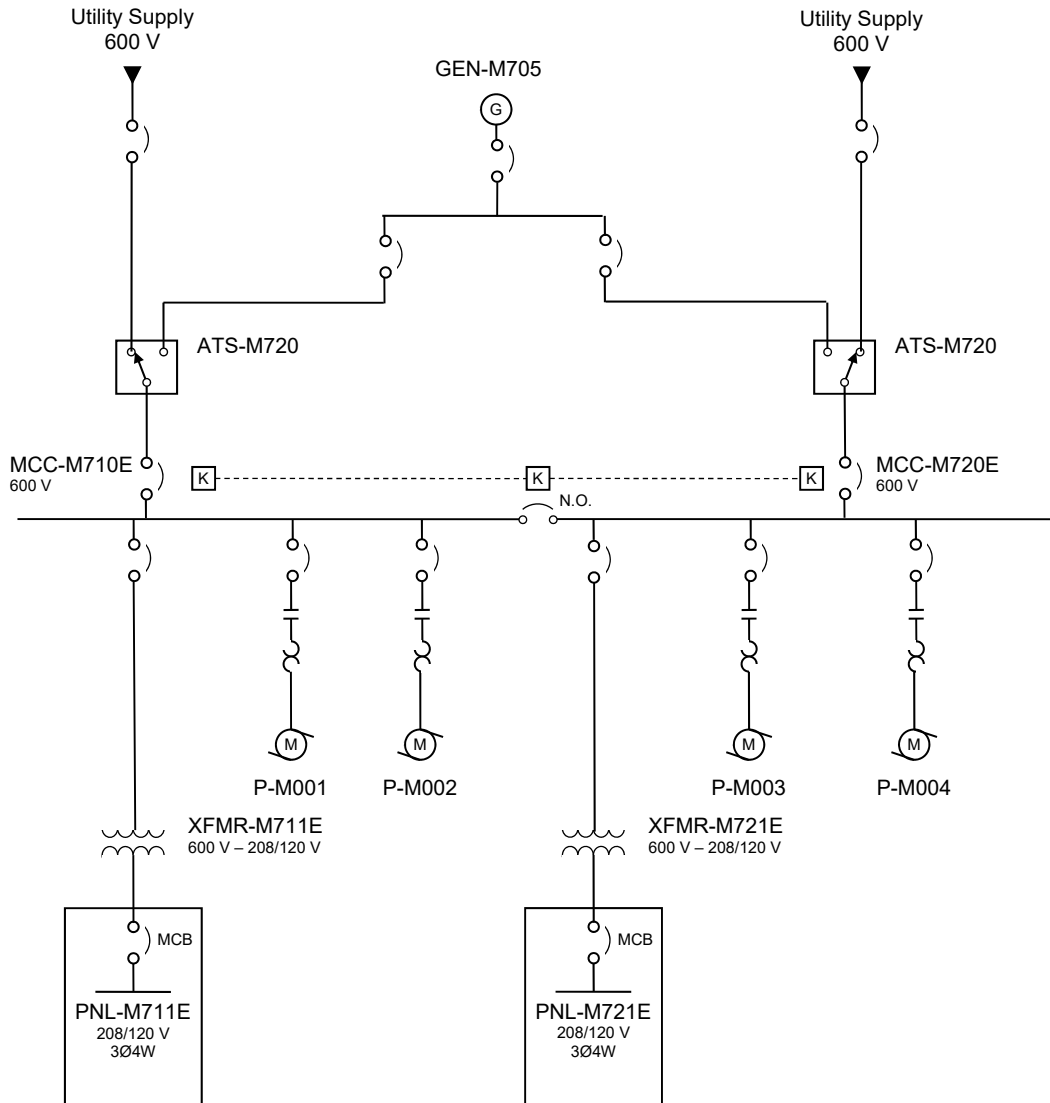 Utility Supply
600 V
Utility Supply
600 V
GEN-M705
G
ATS-M720
ATS-M720
MCC-M710E
600 V
K
K
K
MCC-M720E
600 V
N.O.
M
M
M
M
P-M001
P-M002
P-M003
P-M004
XFMR-M711E
600 V – 208/120 V
XFMR-M721E
600 V – 208/120 V
MCB
MCB
PNL-M711E
208/120 V
3Ø4W
PNL-M721E
208/120 V
3Ø4W